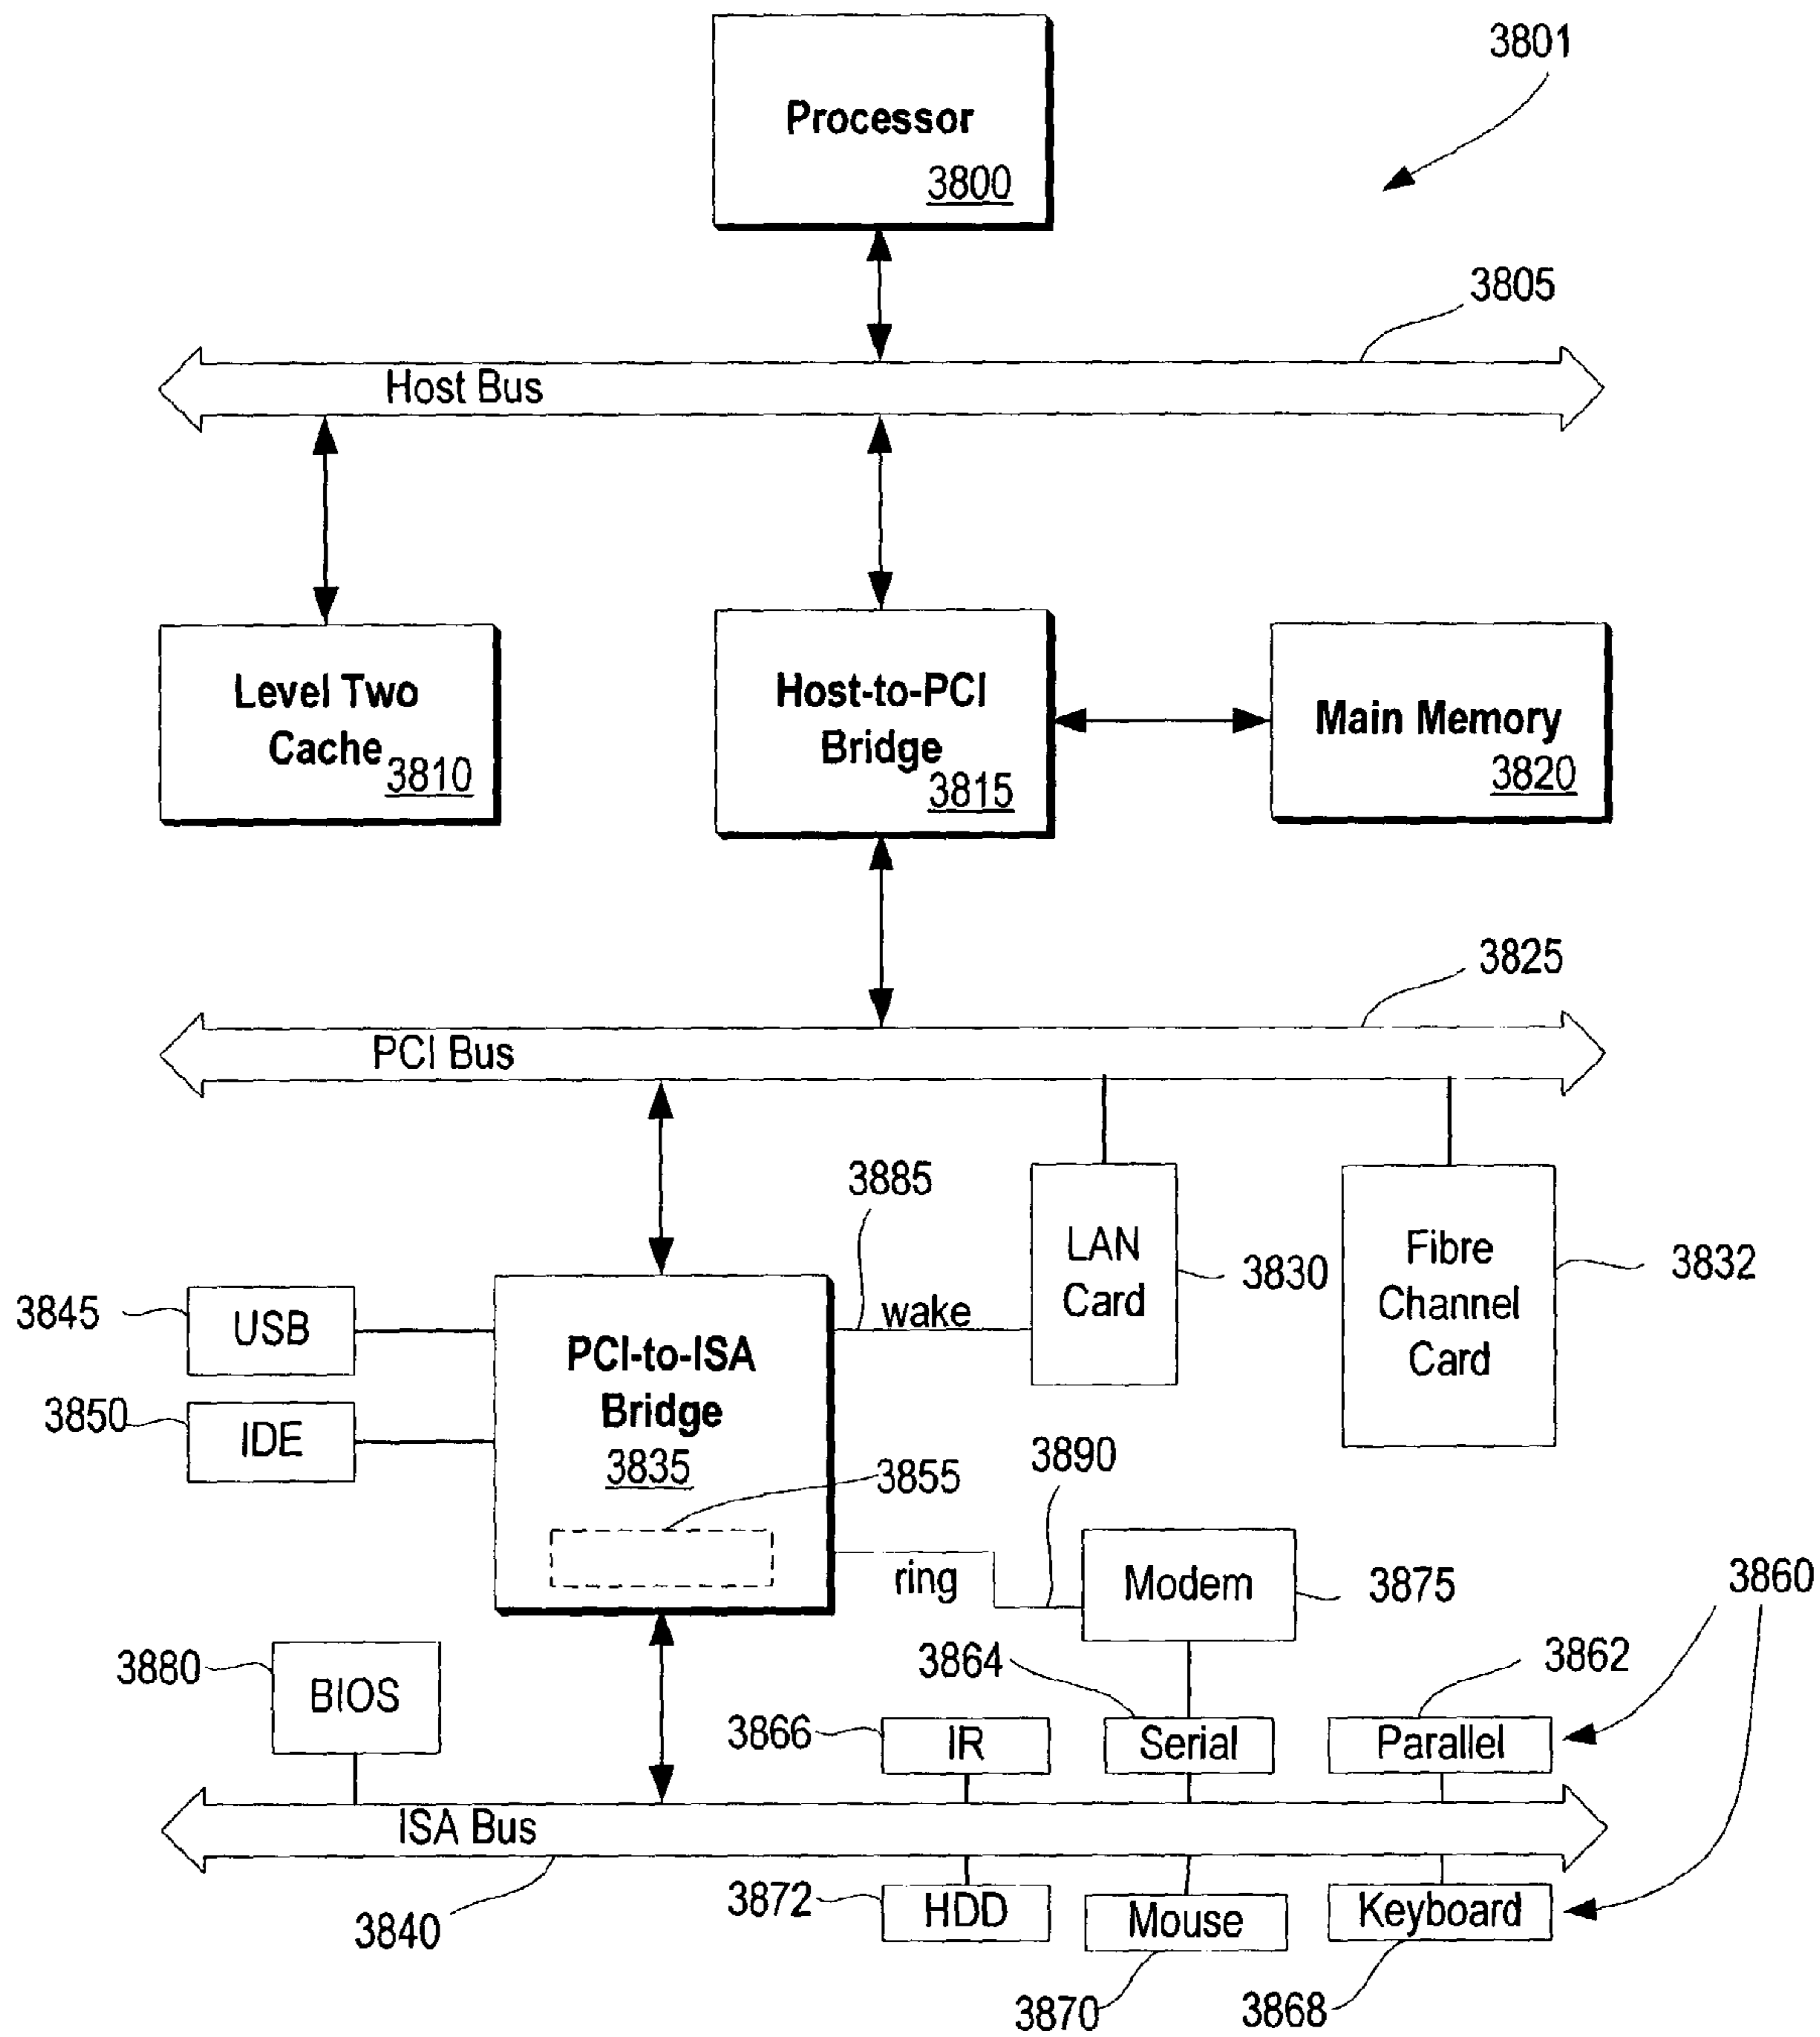 3801
Processor
3800
3805
Host Bus
Level Two
Cache
3810
Host-to-PCI
Bridge
3815
Main Memory
3820
3825
PCI Bus
3885
LAN
Card
3830
Fibre
Channel
Card
3832
3845
USB
wake
PCI-to-ISA
Bridge
3835
3850
IDE
3855
3890
ring
Modem
3875
3860
3880
BIOS
3864
3862
3866
IR
Serial
Parallel
ISA Bus
3840
3872
HDD
Mouse
Keyboard
3870
3868